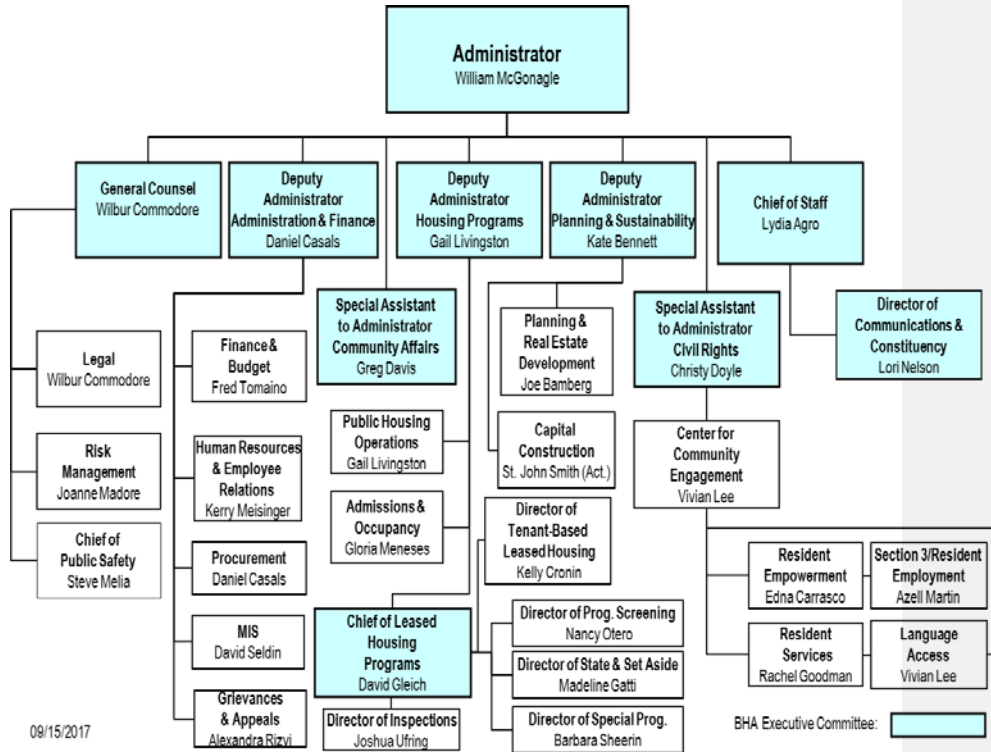 Administrator
William McGonagle
General Counsel
Wilbur Commodore
Deputy
Administrator
Administration & Finance
Daniel Casals
Deputy
Administrator
Housing Programs
Gail Livingston
Deputy
Administrator
Planning & Sustainability
Kate Bennett
Chief of Staff
Lydia Agro
Special Assistant
to Administrator
Community Affairs
Greg Davis
Special Assistant
to Administrator
Civil Rights
Christy Doyle
Director of
Communications &
Constituency
Lori Nelson
Legal
Wilbur Commodore
Risk
Management
Joanne Madore
Chief of
Public Safety
Steve Melia
Finance &
Budget
Fred Tomaino
Human Resources
& Employee
Relations
Kerry Meisinger
Procurement
Daniel Casals
MIS
David Seldin
Grievances
& Appeals
Alexandra Rizvi
Public Housing
Operations
Gail Livingston
Admissions &
Occupancy
Gloria Meneses
Chief of Leased
Housing
Programs
David Gleich
Director of Inspections
Joshua Ufring
Planning &
Real Estate
Development
Joe Bamberg
Capital
Construction
St. John Smith (Act.)
Director of
Tenant-Based
Leased Housing
Kelly Cronin
Director of Prog. Screening
Nancy Otero
Director of State & Set Aside
Madeline Gatti
Director of Special Prog.
Barbara Sheerin
Center for
Community
Engagement
Vivian Lee
Resident
Empowerment
Edna Carrasco
Section 3/Resident
Employment
Azell Martin
Resident
Services
Rachel Goodman
Language
Access
Vivian Lee
09/15/2017
BHA Executive Committee: